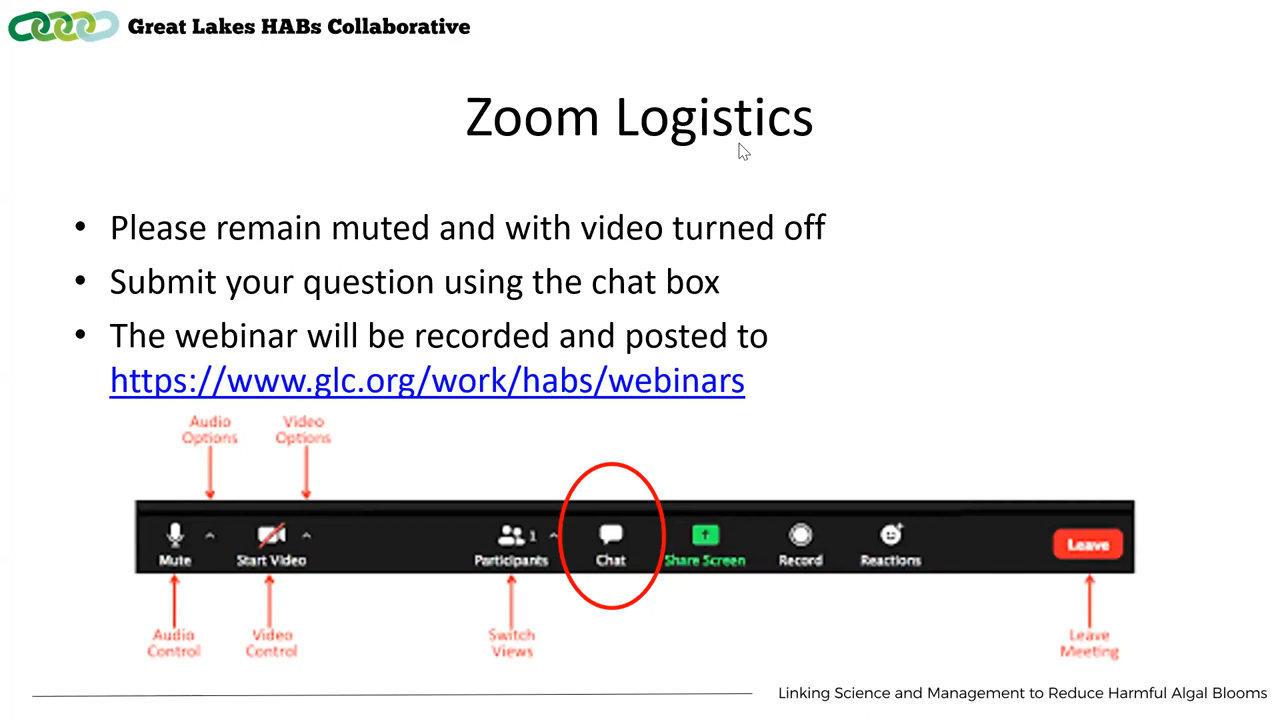 Great Lakes HABs Collaborative
Zoom Logistics
• Please remain muted and with video turned off
• Submit your question using the chat box
• The webinar will be recorded and posted to
https://www.glc.org/work/habs/webinars
Audio
Options
Video
Options
Mute
Start Video
1
Participants
Chat
Share Screen
Record
Reactions
Leave
Audio
Control
Video
Control
Switch
Views
Leave
Meeting
Linking Science and Management to Reduce Harmful Algal Blooms